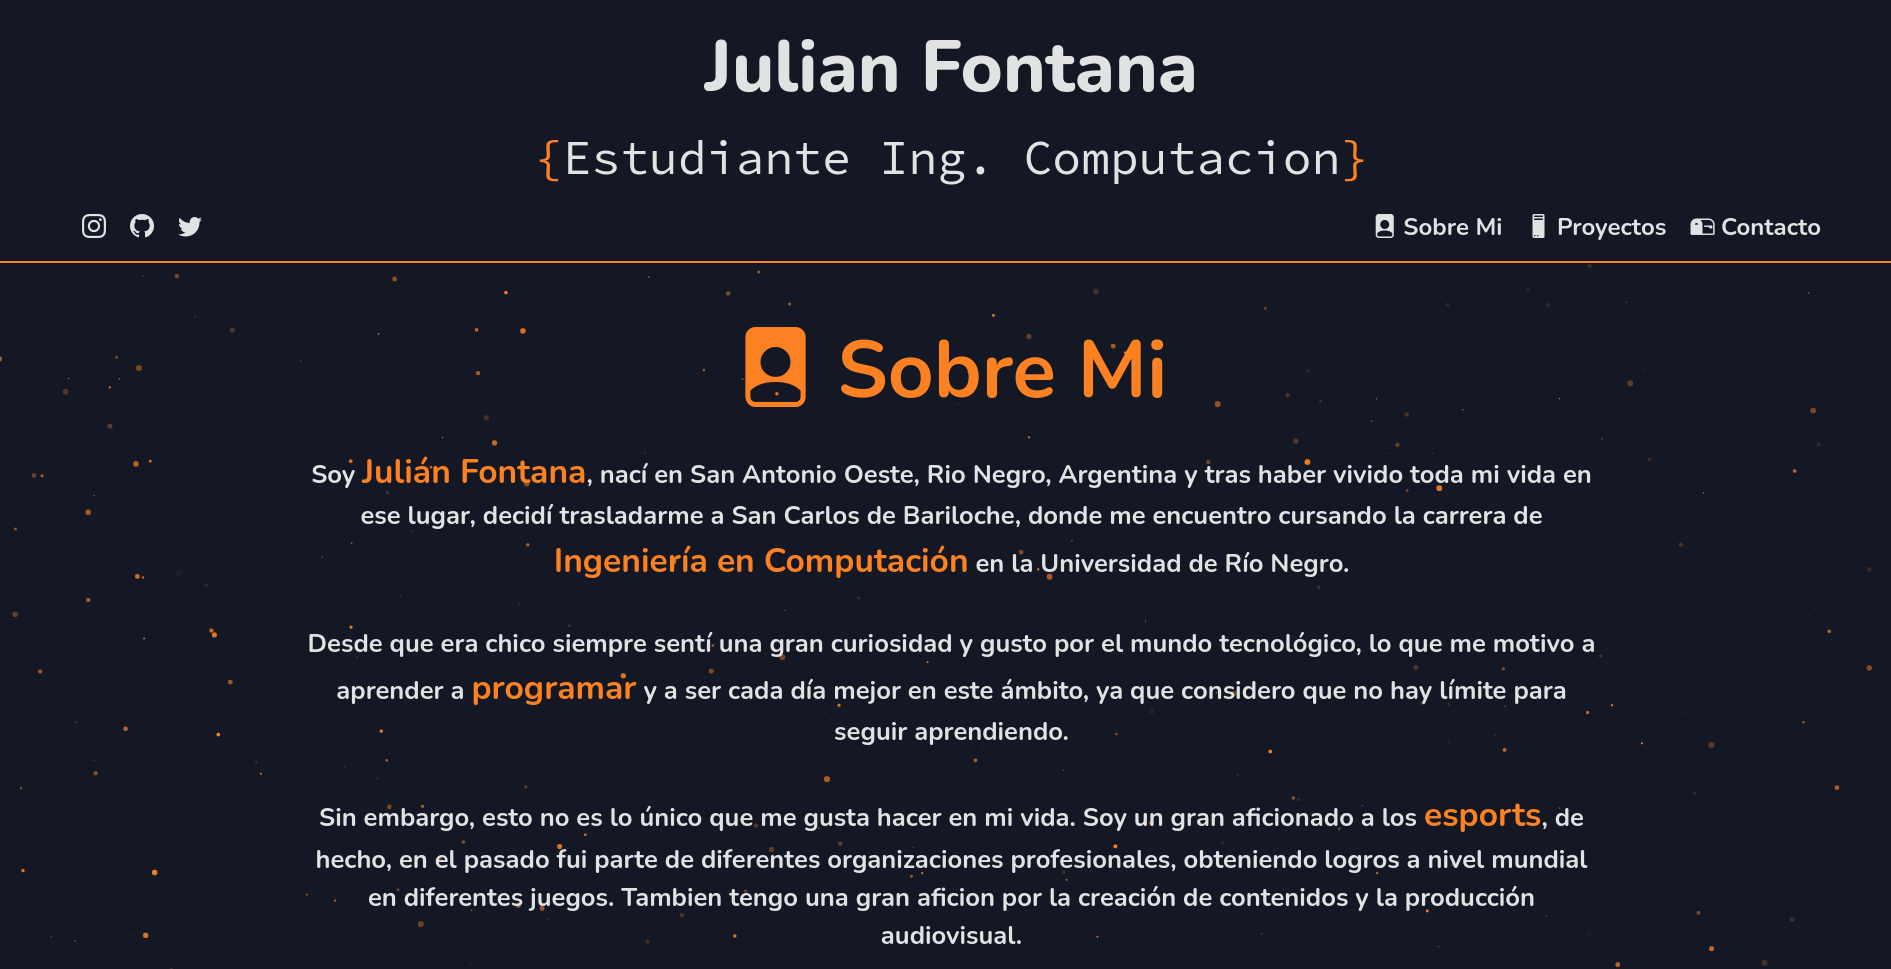 Julian Fontana
{Estudiante Ing. Computacion}
Sobre Mi Proyectos Contacto
Sobre Mi
Soy Julián Fontana, nací en San Antonio Oeste, Rio Negro, Argentina y tras haber vivido toda mi vida en
ese lugar, decidí trasladarme a San Carlos de Bariloche, donde me encuentro cursando la carrera de
Ingeniería en Computación en la Universidad de Río Negro.
Desde que era chico siempre sentí una gran curiosidad y gusto por el mundo tecnológico, lo que me motivo a
aprender a programar y a ser cada día mejor en este ámbito, ya que considero que no hay límite para
seguir aprendiendo.
Sin embargo, esto no es lo único que me gusta hacer en mi vida. Soy un gran aficionado a los esports, de
hecho, en el pasado fui parte de diferentes organizaciones profesionales, obteniendo logros a nivel mundial
en diferentes juegos. Tambien tengo una gran aficion por la creación de contenidos y la producción
audiovisual.